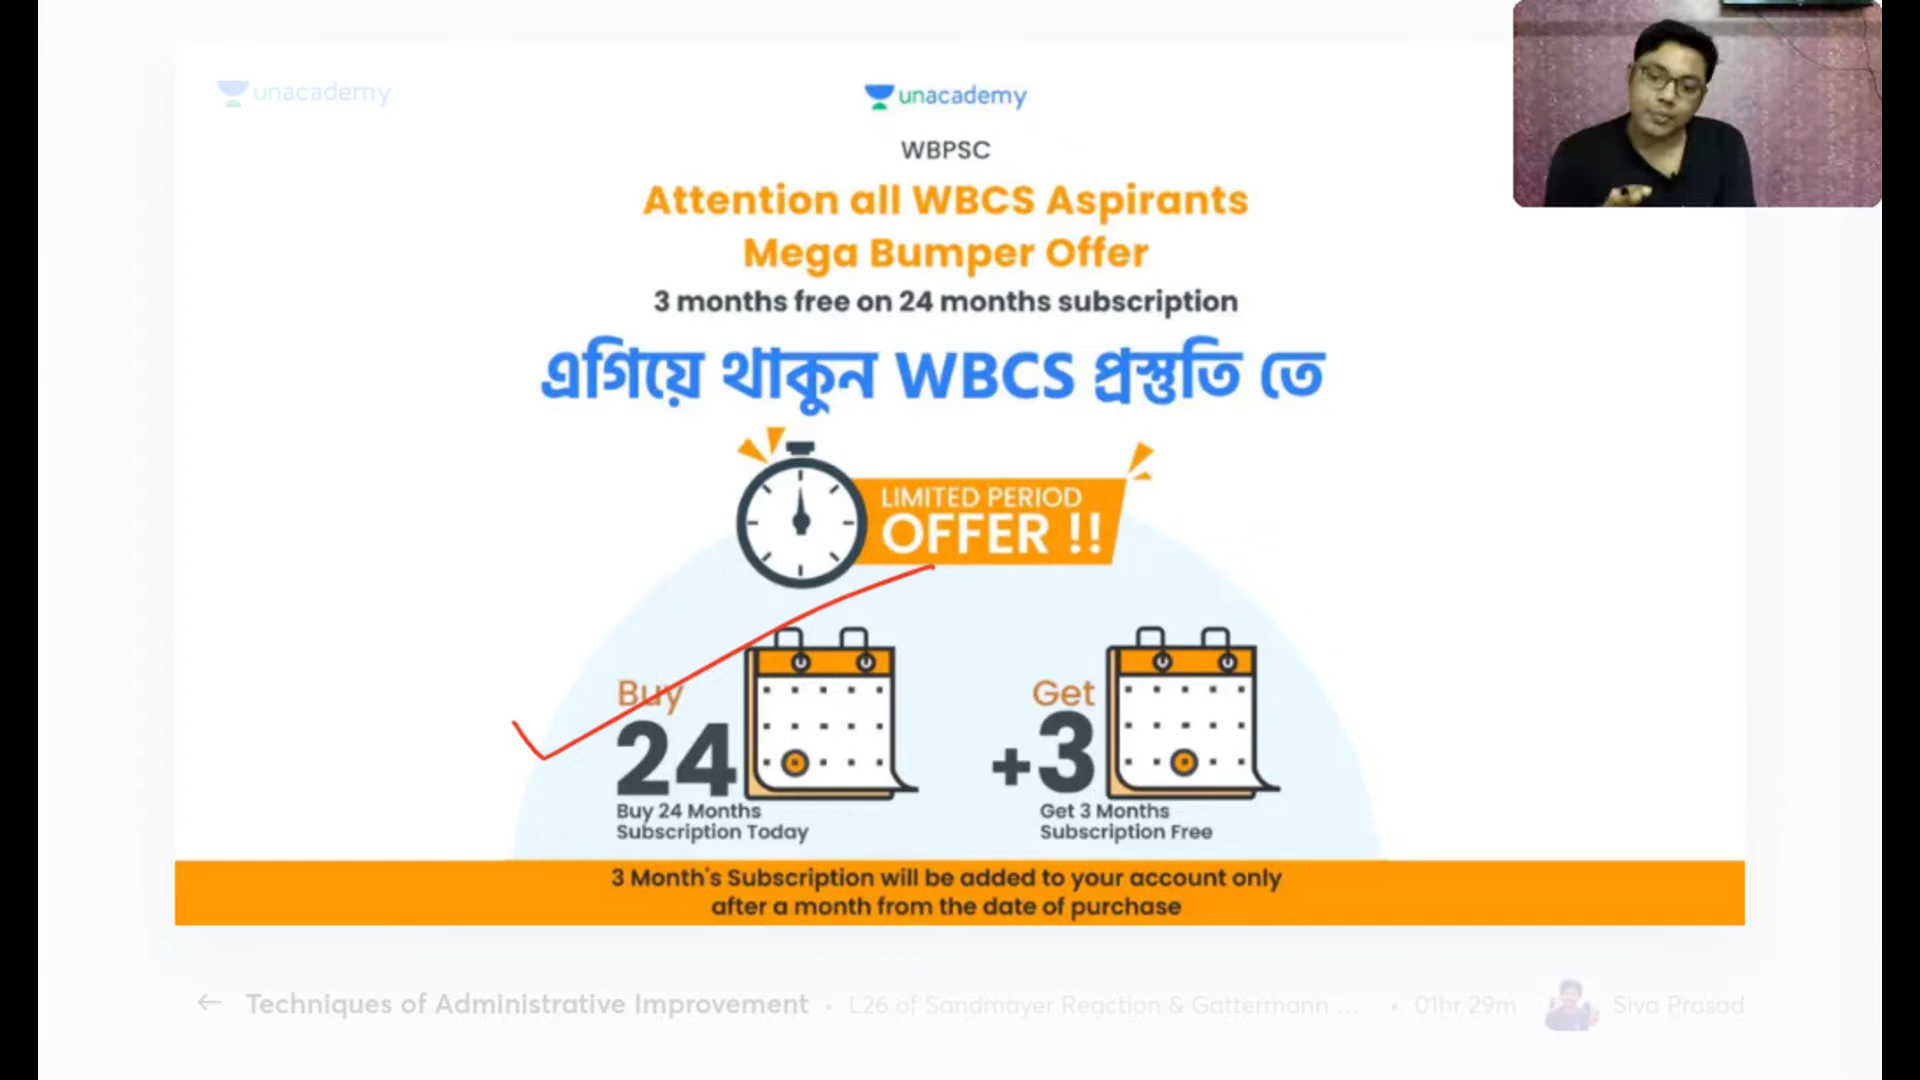 unacademy
unacademy
WBPSC
Attention all WBCS Aspirants
Mega Bumper Offer
3 months free on 24 months subscription
এগিয়ে থাকুন WBCS প্রস্তুতি তে
LIMITED PERIOD
OFFER !!
Buy
24
Buy 24 Months
Subscription Today
Get
+3
Get 3 Months
Subscription Free
3 Month's Subscription will be added to your account only
after a month from the date of purchase
← Techniques of Administrative Improvement • L26 of Sandmayer Reaction & Gattermann ... • 01hr 29m Siva Prasad